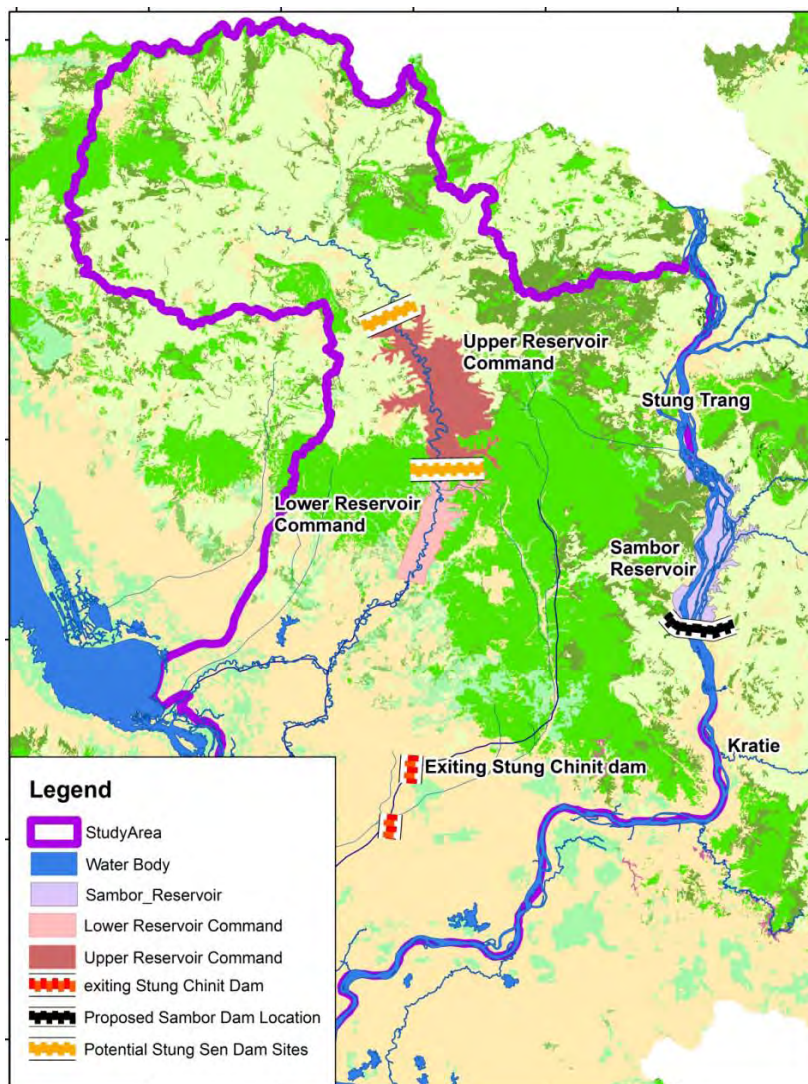 Upper Reservoir
Command
Stung Trang
Lower Reservoir
Command
Sambor
Reservoir
Kratie
Exiting Stung Chinit dam
Legend
StudyArea
Water Body
Sambor_Reservoir
Lower Reservoir Command
Upper Reservoir Command
exiting Stung Chinit Dam
Proposed Sambor Dam Location
Potential Stung Sen Dam Sites